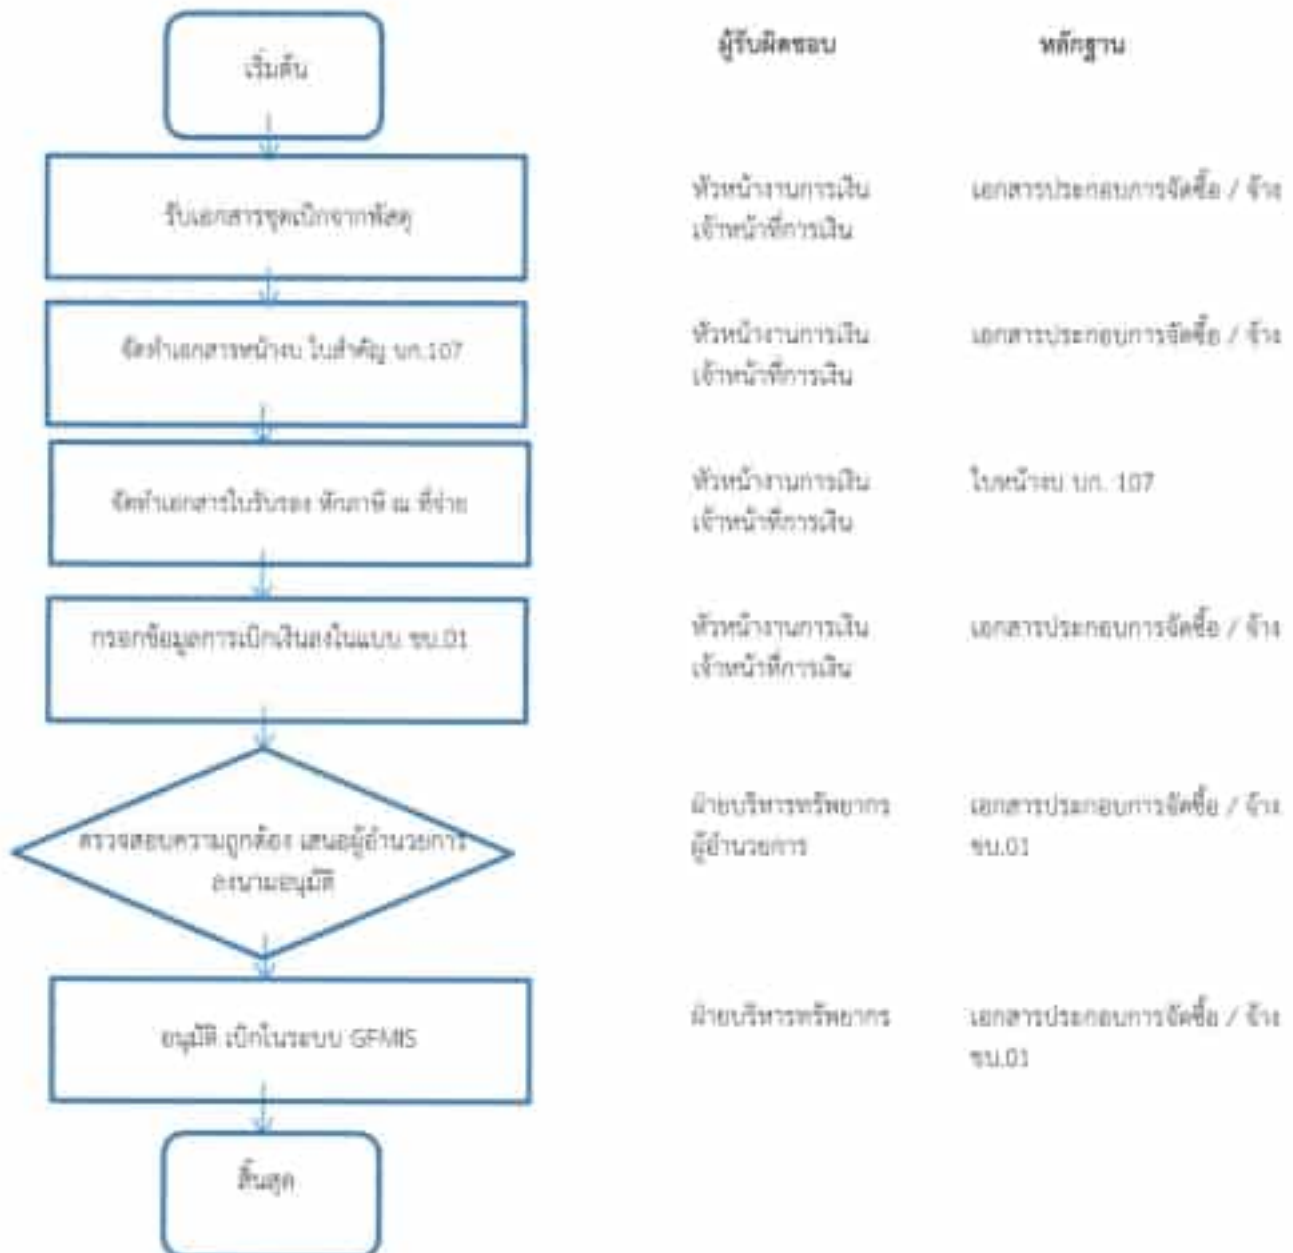 ผู้รับผิดชอบ หลักฐาน
เริ่มต้น
รับเอกสารชุดเบิกจากพัสดุ
หัวหน้างานการเงิน เอกสารประกอบการจัดซื้อ / จ้าง
เจ้าหน้าที่การเงิน
จัดทำเอกสารหน้างบ ใบสำคัญ บก.107
หัวหน้างานการเงิน เอกสารประกอบการจัดซื้อ / จ้าง
เจ้าหน้าที่การเงิน
จัดทำเอกสารใบรับรอง หักภาษี ณ ที่จ่าย
หัวหน้างานการเงิน ใบหน้างบ บก. 107
เจ้าหน้าที่การเงิน
กรอกข้อมูลการเบิกเงินลงในแบบ ขบ.01
หัวหน้างานการเงิน เอกสารประกอบการจัดซื้อ / จ้าง
เจ้าหน้าที่การเงิน
ตรวจสอบความถูกต้อง เสนอผู้อำนวยการ
ลงนามอนุมัติ
ฝ่ายบริหารทรัพยากร เอกสารประกอบการจัดซื้อ / จ้าง
ผู้อำนวยการ ขบ.01
อนุมัติ เบิกในระบบ GFMIS
ฝ่ายบริหารทรัพยากร เอกสารประกอบการจัดซื้อ / จ้าง
ขบ.01
สิ้นสุด